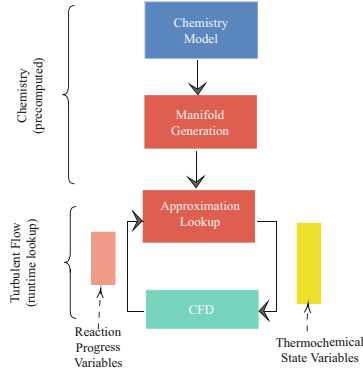 Chemistry
Model
Chemistry
(precomputed)
Manifold
Generation
Approximation
Lookup
Turbulent Flow
(runtime lookup)
CFD
Reaction
Progress
Variables
Thermochemical
State Variables